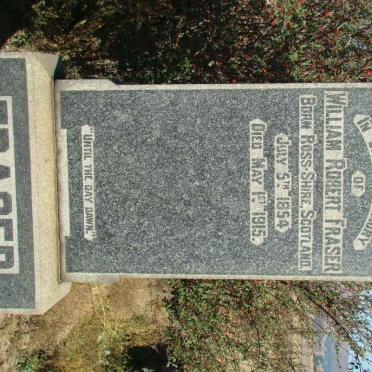 OF
WILLIAM ROBERT FRASER
BORN ROSS-SHIRE, SCOTLAND
JULY 5TH 1854
DIED MAY 1ST 1915.
"UNTIL THE DAY DAWN."
FRASER